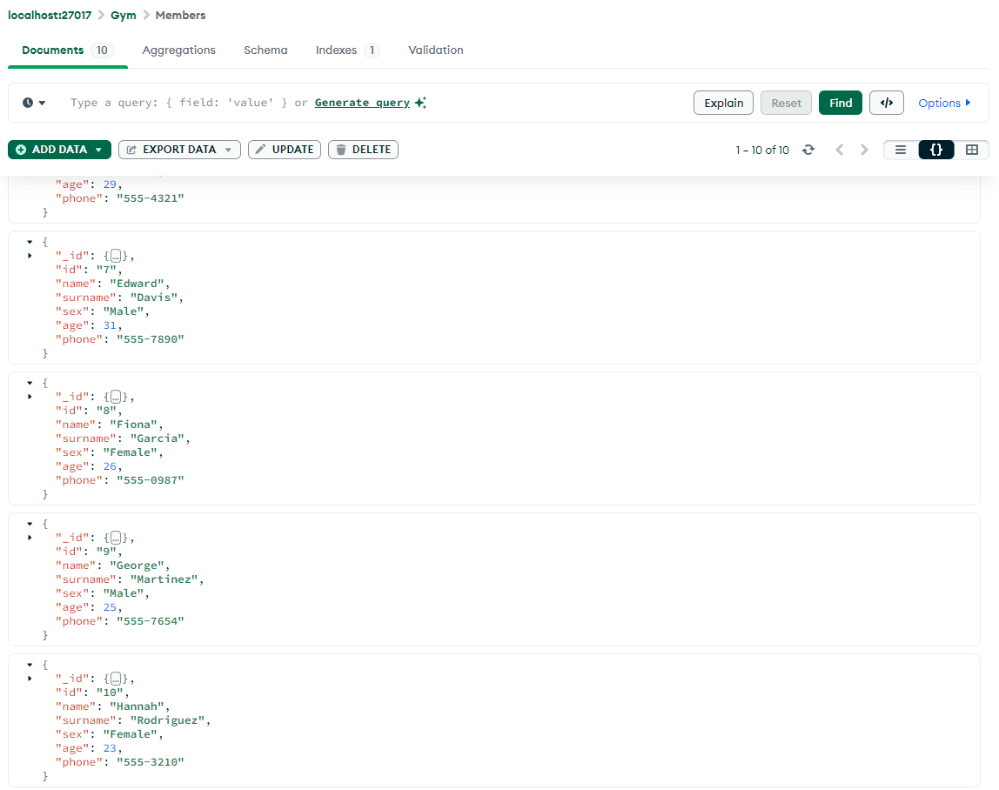 localhost:27017 > Gym > Members
Documents 10 Aggregations Schema Indexes 1 Validation
Type a query: { field: 'value' } or Generate query Explain Reset Find </> Options
ADD DATA EXPORT DATA UPDATE DELETE 1 – 10 of 10 {}
"age": 29,
"phone": "555-4321"
}
{
"_id": {…},
"id": "7",
"name": "Edward",
"surname": "Davis",
"sex": "Male",
"age": 31,
"phone": "555-7890"
}
{
"_id": {…},
"id": "8",
"name": "Fiona",
"surname": "Garcia",
"sex": "Female",
"age": 26,
"phone": "555-0987"
}
{
"_id": {…},
"id": "9",
"name": "George",
"surname": "Martinez",
"sex": "Male",
"age": 25,
"phone": "555-7654"
}
{
"_id": {…},
"id": "10",
"name": "Hannah",
"surname": "Rodriguez",
"sex": "Female",
"age": 23,
"phone": "555-3210"
}